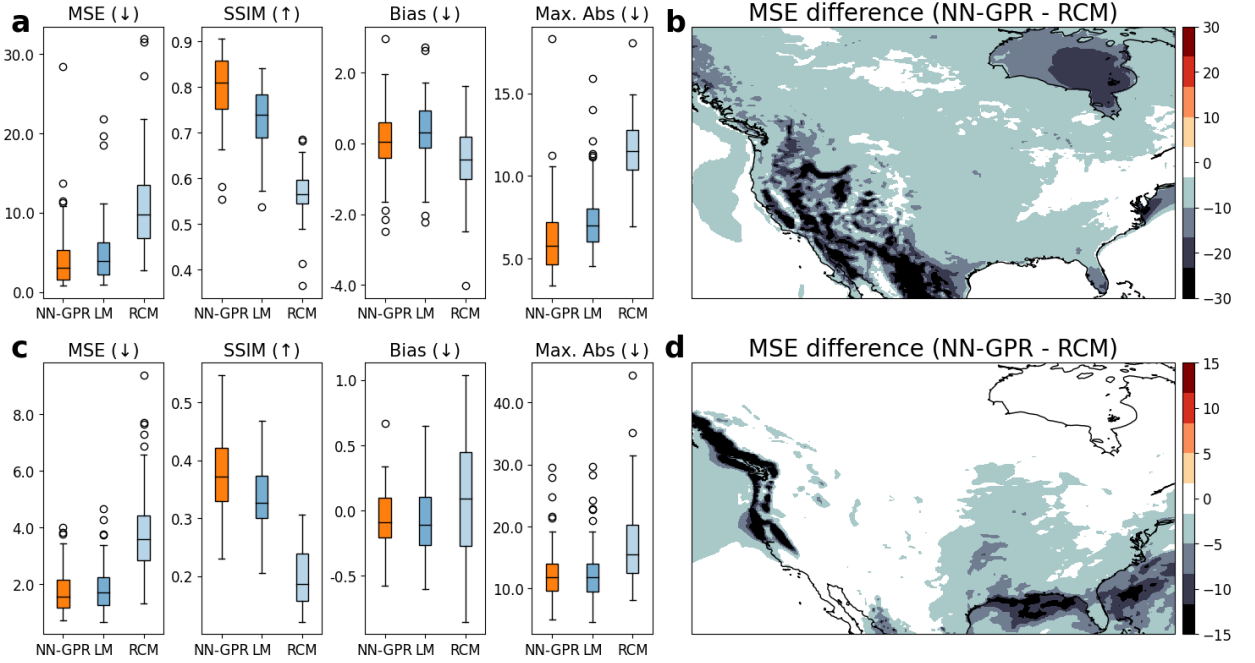 a
MSE (↓)
30.0
20.0
10.0
0.0
NN-GPR LM RCM
SSIM (↑)
0.9
0.8
0.7
0.6
0.5
0.4
NN-GPR LM RCM
Bias (↓)
2.0
0.0
-2.0
-4.0
NN-GPR LM RCM
Max. Abs (↓)
15.0
10.0
5.0
NN-GPR LM RCM
b
MSE difference (NN-GPR - RCM)
30
20
10
0
−10
−20
−30
c
MSE (↓)
8.0
6.0
4.0
2.0
NN-GPR LM RCM
SSIM (↑)
0.5
0.4
0.3
0.2
NN-GPR LM RCM
Bias (↓)
1.0
0.5
0.0
-0.5
NN-GPR LM RCM
Max. Abs (↓)
40.0
30.0
20.0
10.0
NN-GPR LM RCM
d
MSE difference (NN-GPR - RCM)
15
10
5
0
−5
−10
−15